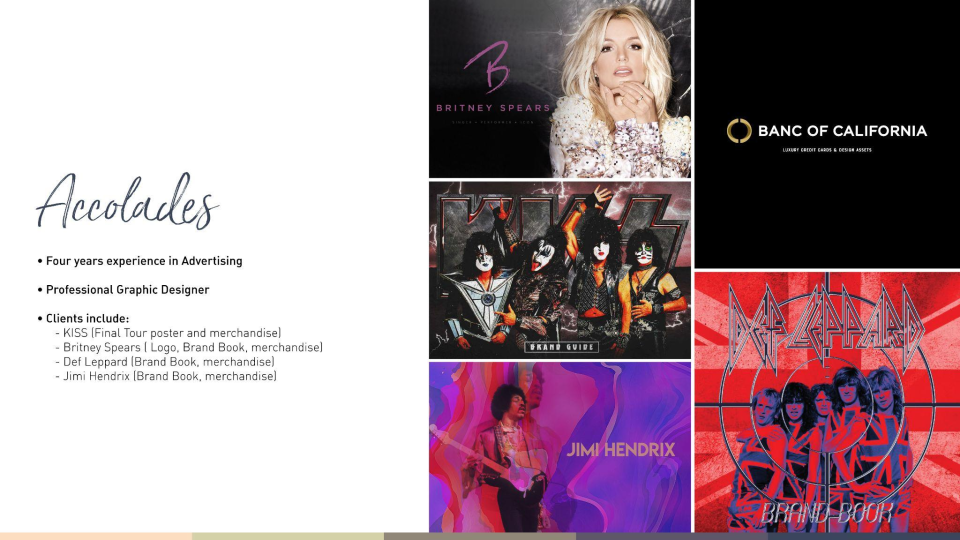 Accolades
• Four years experience in Advertising
• Professional Graphic Designer
• Clients include:
- KISS (Final Tour poster and merchandise)
- Britney Spears ( Logo, Brand Book, merchandise)
- Def Leppard (Brand Book, merchandise)
- Jimi Hendrix (Brand Book, merchandise)
B
BRITNEY SPEARS
KISS
BRAND GUIDE
JIMI HENDRIX
BANC OF CALIFORNIA
LUXURY CREDIT CARDS & DESIGN ASSETS
DEF LEPPARD
BRAND BOOK